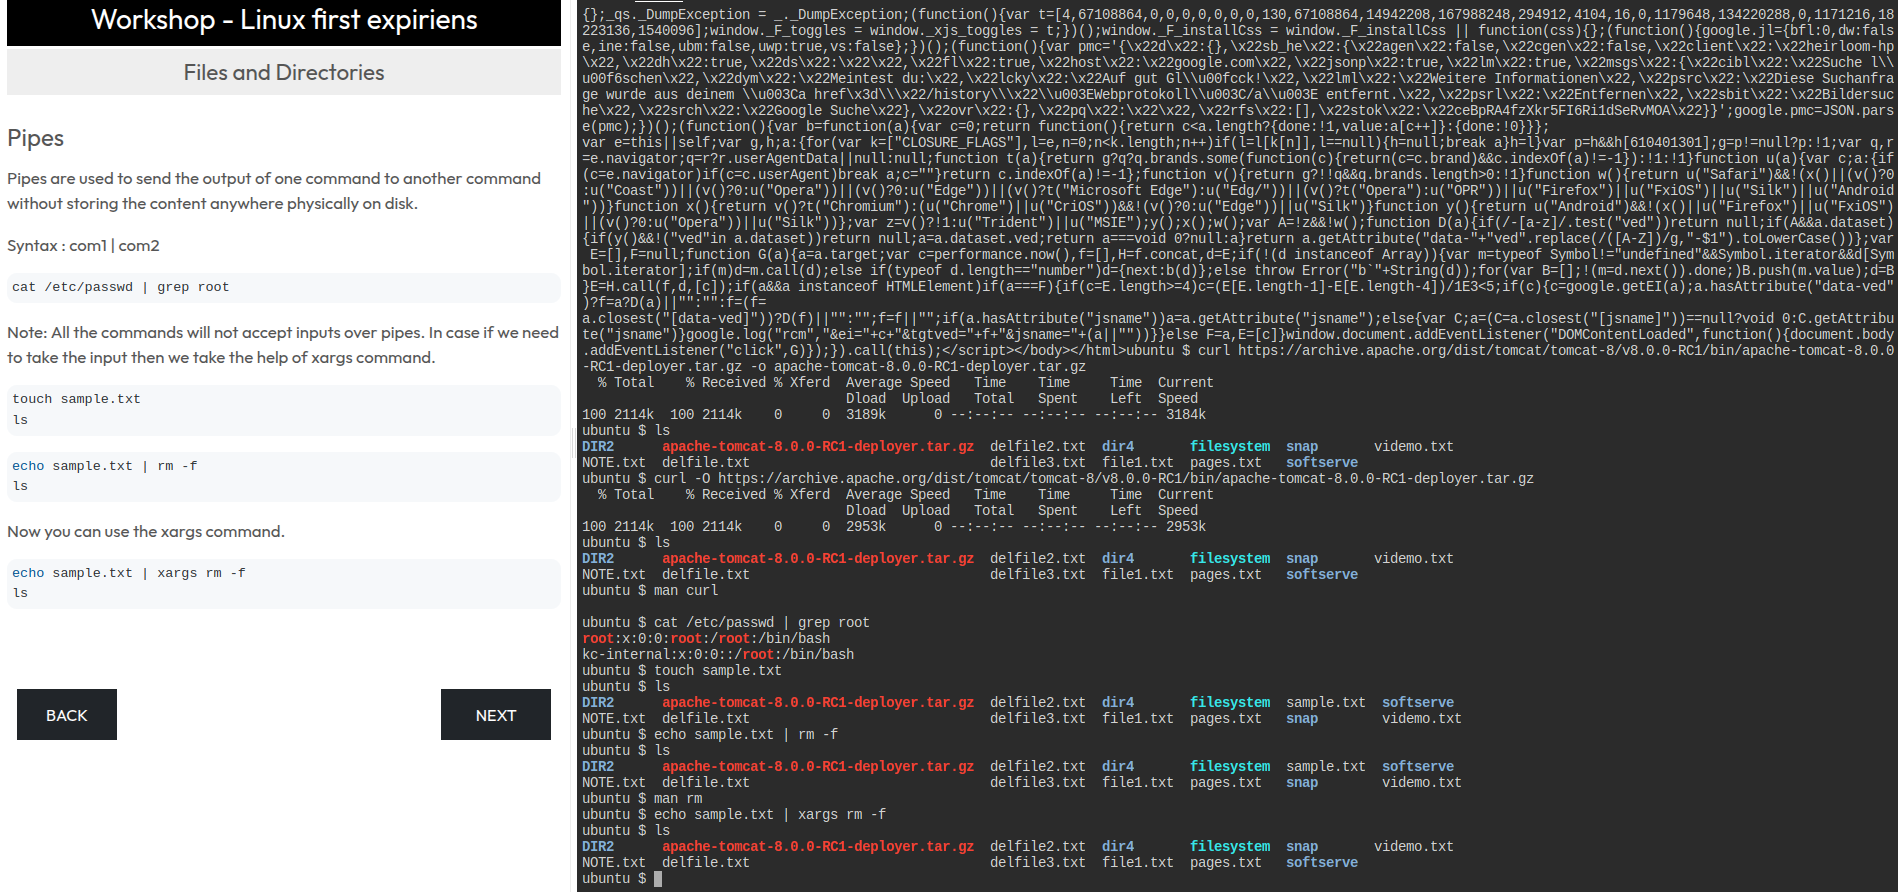 Workshop - Linux first expiriens
Files and Directories
Pipes
Pipes are used to send the output of one command to another command
without storing the content anywhere physically on disk.
Syntax : com1 | com2
cat /etc/passwd | grep root
Note: All the commands will not accept inputs over pipes. In case if we need
to take the input then we take the help of xargs command.
touch sample.txt
ls
echo sample.txt | rm -f
ls
Now you can use the xargs command.
echo sample.txt | xargs rm -f
ls
BACK
NEXT
{};_qs._DumpException = _._DumpException;(function(){var t=[4,67108864,0,0,0,0,0,0,0,130,67108864,14942208,167988248,294912,4104,16,0,1179648,134220288,0,1171216,18
223136,1540096];window._F_toggles = window._xjs_toggles = t;})();window._F_installCss = window._F_installCss || function(css){};(function(){google.jl={bfl:0,dw:fals
e,ine:false,ubm:false,uwp:true,vs:false};})();(function(){var pmc='{\x22d\x22:{},\x22sb_he\x22:{\x22agen\x22:false,\x22cgen\x22:false,\x22client\x22:\x22heirloom-hp
\x22,\x22dh\x22:true,\x22ds\x22:\x22\x22,\x22fl\x22:true,\x22host\x22:\x22google.com\x22,\x22jsonp\x22:true,\x22lm\x22:true,\x22msgs\x22:{\x22cibl\x22:\x22Suche l\\
u00f6schen\x22,\x22dym\x22:\x22Meintest du:\x22,\x22lcky\x22:\x22Auf gut Gl\\u00fcck!\x22,\x22lml\x22:\x22Weitere Informationen\x22,\x22psrc\x22:\x22Diese Suchanfra
ge wurde aus deinem \\u003Ca href\x3d\\\x22/history\\\x22\\u003EWebprotokoll\\u003C/a\\u003E entfernt.\x22,\x22psrl\x22:\x22Entfernen\x22,\x22sbit\x22:\x22Bildersuc
he\x22,\x22srch\x22:\x22Google Suche\x22},\x22ovr\x22:{},\x22pq\x22:\x22\x22,\x22rfs\x22:[],\x22stok\x22:\x22ceBpRA4fzXkr5FI6Ri1dSeRvMOA\x22}}';google.pmc=JSON.pars
e(pmc);})();(function(){var b=function(a){var c=0;return function(){return c<a.length?{done:!1,value:a[c++]}:{done:!0}}};
var e=this||self;var g,h;a:{for(var k=["CLOSURE_FLAGS"],l=e,n=0;n<k.length;n++)if(l=l[k[n]],l==null){h=null;break a}h=l}var p=h&&h[610401301];g=p!=null?p:!1;var q,r
=e.navigator;q=r?r.userAgentData||null:null;function t(a){return g?q?q.brands.some(function(c){return(c=c.brand)&&c.indexOf(a)!=-1}):!1:!1}function u(a){var c;a:{if
(c=e.navigator)if(c=c.userAgent)break a;c=""}return c.indexOf(a)!=-1};function v(){return g?!!q&&q.brands.length>0:!1}function w(){return u("Safari")&&!(x()||(v()?0
:u("Coast"))||(v()?0:u("Opera"))||(v()?0:u("Edge"))||(v()?t("Microsoft Edge"):u("Edg/"))||(v()?t("Opera"):u("OPR"))||u("Firefox")||u("FxiOS")||u("Silk")||u("Android
"))}function x(){return v()?t("Chromium"):(u("Chrome")||u("CriOS"))&&!(v()?0:u("Edge"))||u("Silk")}function y(){return u("Android")&&!(x()||u("Firefox")||u("FxiOS")
||(v()?0:u("Opera"))||u("Silk"))};var z=v()?!1:u("Trident")||u("MSIE");y();x();w();var A=!z&&!w();function D(a){if(/-[a-z]/.test("ved"))return null;if(A&&a.dataset)
{if(y()&&!("ved"in a.dataset))return null;a=a.dataset.ved;return a===void 0?null:a}return a.getAttribute("data-"+"ved".replace(/([A-Z])/g,"-$1").toLowerCase())};var
 E=[],F=null;function G(a){a=a.target;var c=performance.now(),f=[],H=f.concat,d=E;if(!(d instanceof Array)){var m=typeof Symbol!="undefined"&&Symbol.iterator&&d[Sym
bol.iterator];if(m)d=m.call(d);else if(typeof d.length=="number")d={next:b(d)};else throw Error("b`"+String(d));for(var B=[];!(m=d.next()).done;)B.push(m.value);d=B
}E=H.call(f,d,[c]);if(a&&a instanceof HTMLElement)if(a===F){if(c=E.length>=4)c=(E[E.length-1]-E[E.length-4])/1E3<5;if(c){c=google.getEI(a);a.hasAttribute("data-ved"
)?f=a?D(a)||"":"":f=(f=
a.closest("[data-ved]"))?D(f)||"":"";f=f||"";if(a.hasAttribute("jsname"))a=a.getAttribute("jsname");else{var C;a=(C=a.closest("[jsname]"))==null?void 0:C.getAttribu
te("jsname")}google.log("rcm","&ei="+c+"&tgtved="+f+"&jsname="+(a||""))}}else F=a,E=[c]}window.document.addEventListener("DOMContentLoaded",function(){document.body
.addEventListener("click",G)});}).call(this);</script></body></html>ubuntu $ curl https://archive.apache.org/dist/tomcat/tomcat-8/v8.0.0-RC1/bin/apache-tomcat-8.0.0
-RC1-deployer.tar.gz -o apache-tomcat-8.0.0-RC1-deployer.tar.gz
  % Total    % Received % Xferd  Average Speed   Time    Time     Time  Current
                                 Dload  Upload   Total   Spent    Left  Speed
100 2114k  100 2114k    0     0  3189k      0 --:--:-- --:--:-- --:--:-- 3184k
ubuntu $ ls
DIR2      apache-tomcat-8.0.0-RC1-deployer.tar.gz  delfile2.txt  dir4       filesystem  snap       videmo.txt
NOTE.txt  delfile.txt                              delfile3.txt  file1.txt  pages.txt   softserve
ubuntu $ curl -O https://archive.apache.org/dist/tomcat/tomcat-8/v8.0.0-RC1/bin/apache-tomcat-8.0.0-RC1-deployer.tar.gz
  % Total    % Received % Xferd  Average Speed   Time    Time     Time  Current
                                 Dload  Upload   Total   Spent    Left  Speed
100 2114k  100 2114k    0     0  2953k      0 --:--:-- --:--:-- --:--:-- 2953k
ubuntu $ ls
DIR2      apache-tomcat-8.0.0-RC1-deployer.tar.gz  delfile2.txt  dir4       filesystem  snap       videmo.txt
NOTE.txt  delfile.txt                              delfile3.txt  file1.txt  pages.txt   softserve
ubuntu $ man curl
ubuntu $ cat /etc/passwd | grep root
root:x:0:0:root:/root:/bin/bash
kc-internal:x:0:0::/root:/bin/bash
ubuntu $ touch sample.txt
ubuntu $ ls
DIR2      apache-tomcat-8.0.0-RC1-deployer.tar.gz  delfile2.txt  dir4       filesystem  sample.txt  softserve
NOTE.txt  delfile.txt                              delfile3.txt  file1.txt  pages.txt   snap        videmo.txt
ubuntu $ echo sample.txt | rm -f
ubuntu $ ls
DIR2      apache-tomcat-8.0.0-RC1-deployer.tar.gz  delfile2.txt  dir4       filesystem  sample.txt  softserve
NOTE.txt  delfile.txt                              delfile3.txt  file1.txt  pages.txt   snap        videmo.txt
ubuntu $ man rm
ubuntu $ echo sample.txt | xargs rm -f
ubuntu $ ls
DIR2      apache-tomcat-8.0.0-RC1-deployer.tar.gz  delfile2.txt  dir4       filesystem  snap       videmo.txt
NOTE.txt  delfile.txt                              delfile3.txt  file1.txt  pages.txt   softserve
ubuntu $